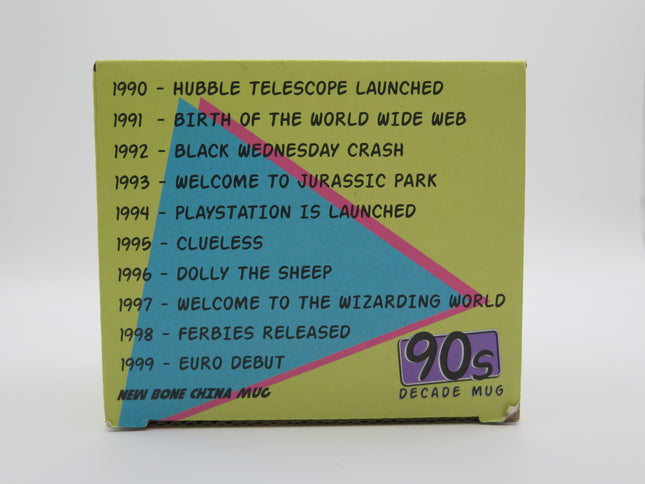 1990 - HUBBLE TELESCOPE LAUNCHED
1991 - BIRTH OF THE WORLD WIDE WEB
1992 - BLACK WEDNESDAY CRASH
1993 - WELCOME TO JURASSIC PARK
1994 - PLAYSTATION IS LAUNCHED
1995 - CLUELESS
1996 - DOLLY THE SHEEP
1997 - WELCOME TO THE WIZARDING WORLD
1998 - FERBIES RELEASED
1999 - EURO DEBUT
NEW BONE CHINA MUG
90s
DECADE MUG